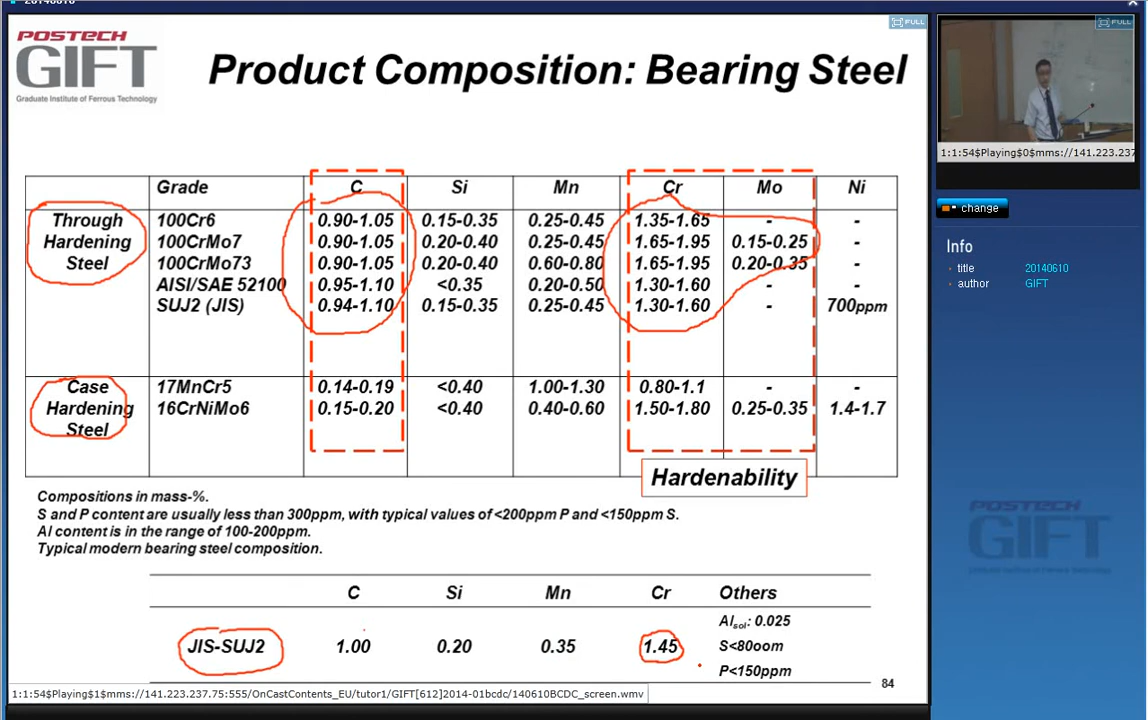 20140610
POSTECH
GIFT
Graduate Institute of Ferrous Technology
Product Composition: Bearing Steel
FULL
FULL
1:1:54$Playing$0$mms://141.223.237
change
Info
title 20140610
author GIFT
Grade C Si Mn Cr Mo Ni
Through Hardening Steel
100Cr6 0.90-1.05 0.15-0.35 0.25-0.45 1.35-1.65 - -
100CrMo7 0.90-1.05 0.20-0.40 0.25-0.45 1.65-1.95 0.15-0.25 -
100CrMo73 0.90-1.05 0.20-0.40 0.60-0.80 1.65-1.95 0.20-0.35 -
AISI/SAE 52100 0.95-1.10 <0.35 0.20-0.50 1.30-1.60 - -
SUJ2 (JIS) 0.94-1.10 0.15-0.35 0.25-0.45 1.30-1.60 - 700ppm
Case Hardening Steel
17MnCr5 0.14-0.19 <0.40 1.00-1.30 0.80-1.1 - -
16CrNiMo6 0.15-0.20 <0.40 0.40-0.60 1.50-1.80 0.25-0.35 1.4-1.7
Hardenability
Compositions in mass-%.
S and P content are usually less than 300ppm, with typical values of <200ppm P and <150ppm S.
Al content is in the range of 100-200ppm.
Typical modern bearing steel composition.
C Si Mn Cr Others
JIS-SUJ2 1.00 0.20 0.35 1.45
Alsol: 0.025
S<80oom
P<150ppm
84
1:1:54$Playing$1$mms://141.223.237.75:555/OnCastContents_EU/tutor1/GIFT[612]2014-01bcdc/140610BCDC_screen.wmv
POSTECH
GIFT